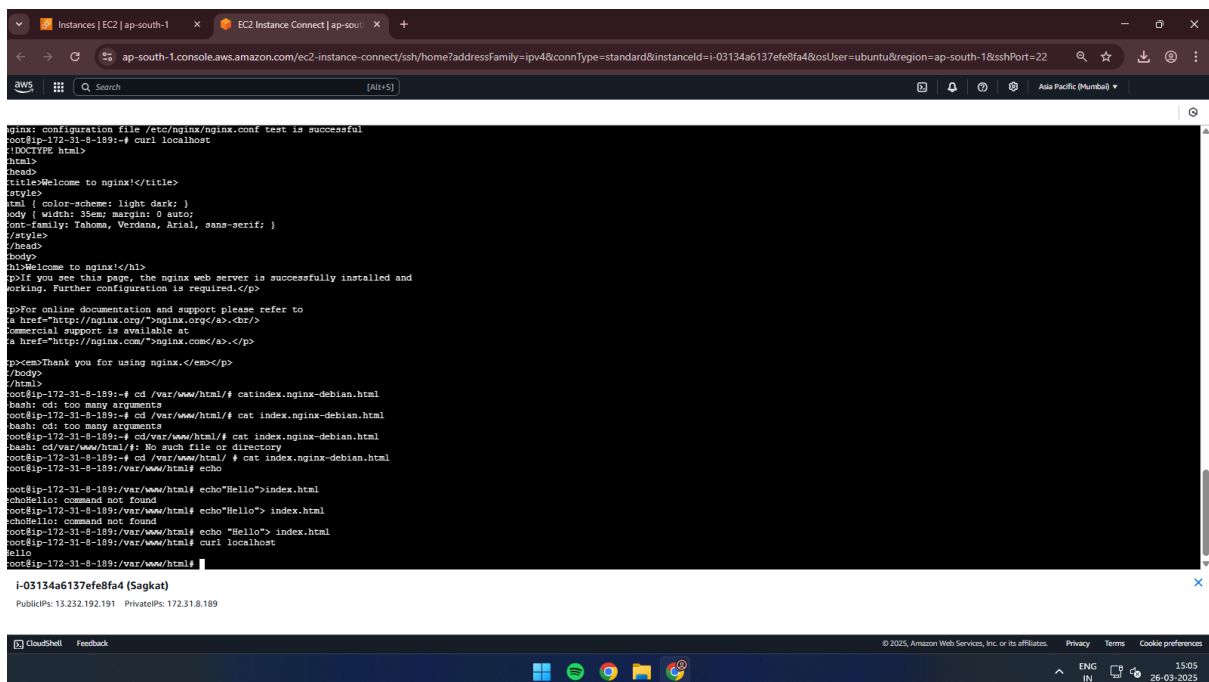 Instances | EC2 | ap-south-1
EC2 Instance Connect | ap-sout
ap-south-1.console.aws.amazon.com/ec2-instance-connect/ssh/home?addressFamily=ipv4&connType=standard&instanceId=i-03134a6137efe8fa4&osUser=ubuntu&region=ap-south-1&sshPort=22
aws Search [Alt+S] Asia Pacific (Mumbai)
nginx: configuration file /etc/nginx/nginx.conf test is successful
root@ip-172-31-8-189:~# curl localhost
<!DOCTYPE html>
<html>
<head>
<title>Welcome to nginx!</title>
<style>
html { color-scheme: light dark; }
body { width: 35em; margin: 0 auto;
font-family: Tahoma, Verdana, Arial, sans-serif; }
</style>
</head>
<body>
<h1>Welcome to nginx!</h1>
<p>If you see this page, the nginx web server is successfully installed and
working. Further configuration is required.</p>
<p>For online documentation and support please refer to
<a href="http://nginx.org/">nginx.org</a>.<br/>
Commercial support is available at
<a href="http://nginx.com/">nginx.com</a>.</p>
<p><em>Thank you for using nginx.</em></p>
</body>
</html>
root@ip-172-31-8-189:~# cd /var/www/html/# catindex.nginx-debian.html
-bash: cd: too many arguments
root@ip-172-31-8-189:~# cd /var/www/html/# cat index.nginx-debian.html
-bash: cd: too many arguments
root@ip-172-31-8-189:~# cd/var/www/html/# cat index.nginx-debian.html
-bash: cd/var/www/html/#: No such file or directory
root@ip-172-31-8-189:~# cd /var/www/html/ # cat index.nginx-debian.html
root@ip-172-31-8-189:/var/www/html# echo
root@ip-172-31-8-189:/var/www/html# echo"Hello">index.html
echoHello: command not found
root@ip-172-31-8-189:/var/www/html# echo"Hello"> index.html
echoHello: command not found
root@ip-172-31-8-189:/var/www/html# echo "Hello"> index.html
root@ip-172-31-8-189:/var/www/html# curl localhost
Hello
root@ip-172-31-8-189:/var/www/html#
i-03134a6137efe8fa4 (Sagkat)
PublicIPs: 13.232.192.191 PrivateIPs: 172.31.8.189
CloudShell Feedback © 2025, Amazon Web Services, Inc. or its affiliates. Privacy Terms Cookie preferences
ENG 15:05
IN 26-03-2025